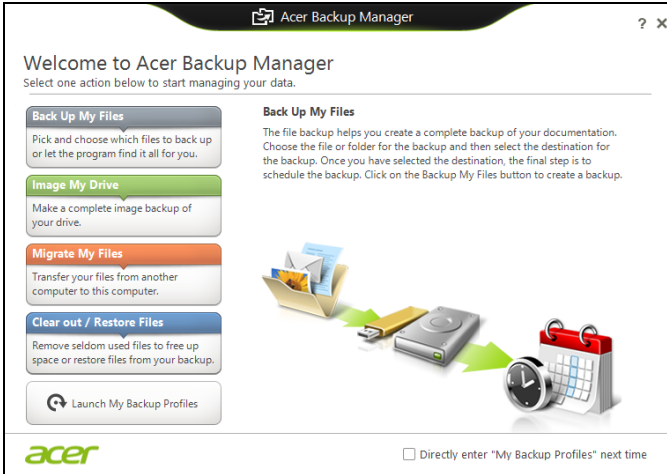 Acer Backup Manager
? X
Welcome to Acer Backup Manager
Select one action below to start managing your data.
Back Up My Files
Pick and choose which files to back up
or let the program find it all for you.
Image My Drive
Make a complete image backup of
your drive.
Migrate My Files
Transfer your files from another
computer to this computer.
Clear out / Restore Files
Remove seldom used files to free up
space or restore files from your backup.
Launch My Backup Profiles
Back Up My Files
The file backup helps you create a complete backup of your documentation.
Choose the file or folder for the backup and then select the destination for
the backup. Once you have selected the destination, the final step is to
schedule the backup. Click on the Backup My Files button to create a backup.
acer
Directly enter "My Backup Profiles" next time